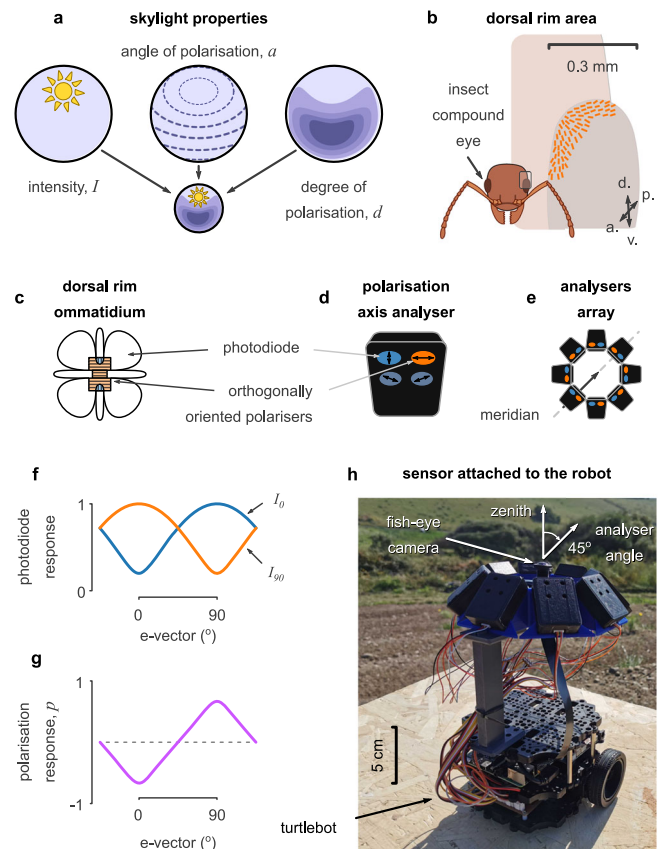 a
skylight properties
angle of polarisation, a
intensity, I
degree of
polarisation, d
b
dorsal rim area
0.3 mm
insect
compound
eye
d.
p.
a.
v.
c
dorsal rim
ommatidium
d
polarisation
axis analyser
e
analysers
array
photodiode
orthogonally
oriented polarisers
meridian
f
photodiode
response
1
0
I0
I90
0
90
e-vector (º)
g
polarisation
response, p
1
-1
0
90
e-vector (º)
h
sensor attached to the robot
zenith
fish-eye
camera
analyser
angle
45º
5 cm
turtlebot